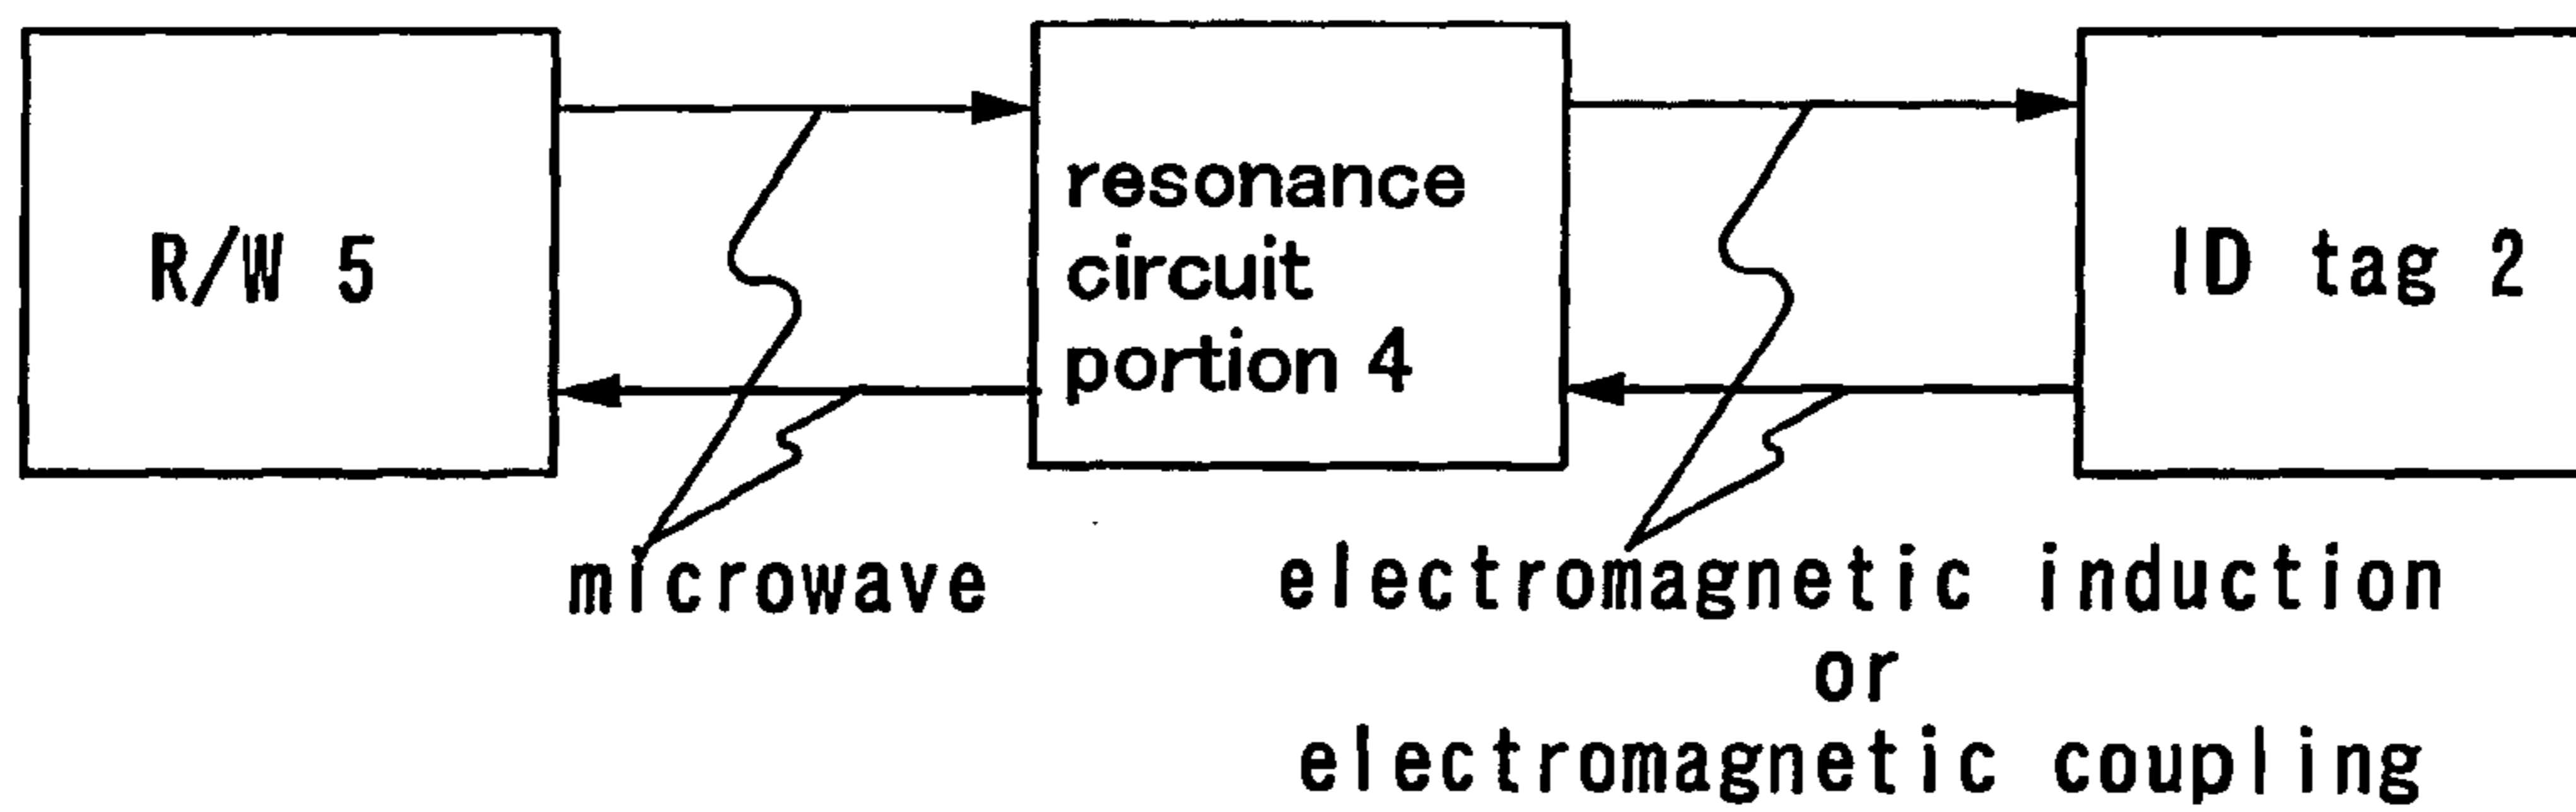 R/W 5
resonance
circuit
portion 4
ID tag 2
microwave
electromagnetic induction
or
electromagnetic coupling